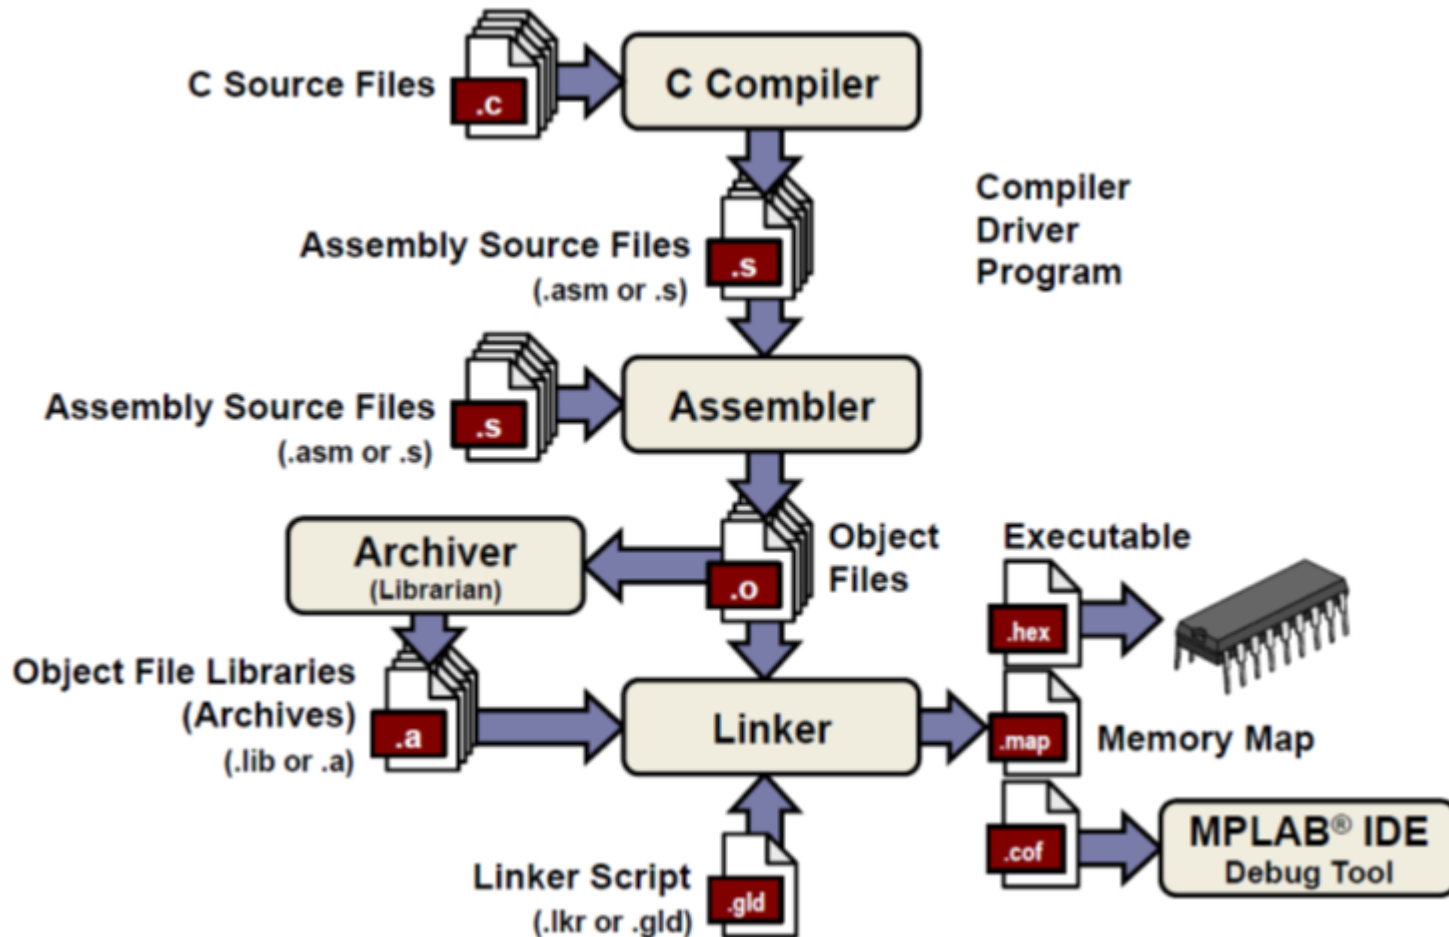 C Source Files
.c
C Compiler
Compiler
Driver
Program
Assembly Source Files
(.asm or .s)
.s
Assembly Source Files
(.asm or .s)
.s
Assembler
Archiver
(Librarian)
.o
Object
Files
Executable
.hex
Object File Libraries
(Archives)
(.lib or .a)
.a
Linker
.map
Memory Map
Linker Script
(.lkr or .gld)
.gld
.cof
MPLAB® IDE
Debug Tool